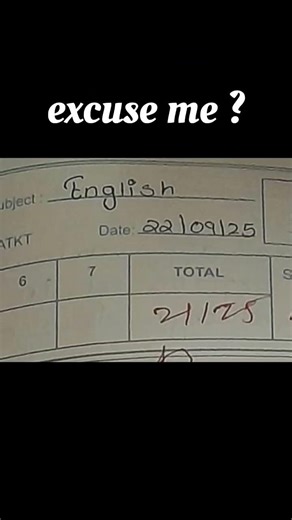 excuse me ?
ubject : English
ATKT Date: 22/09/25
6 7 TOTAL S
21/25